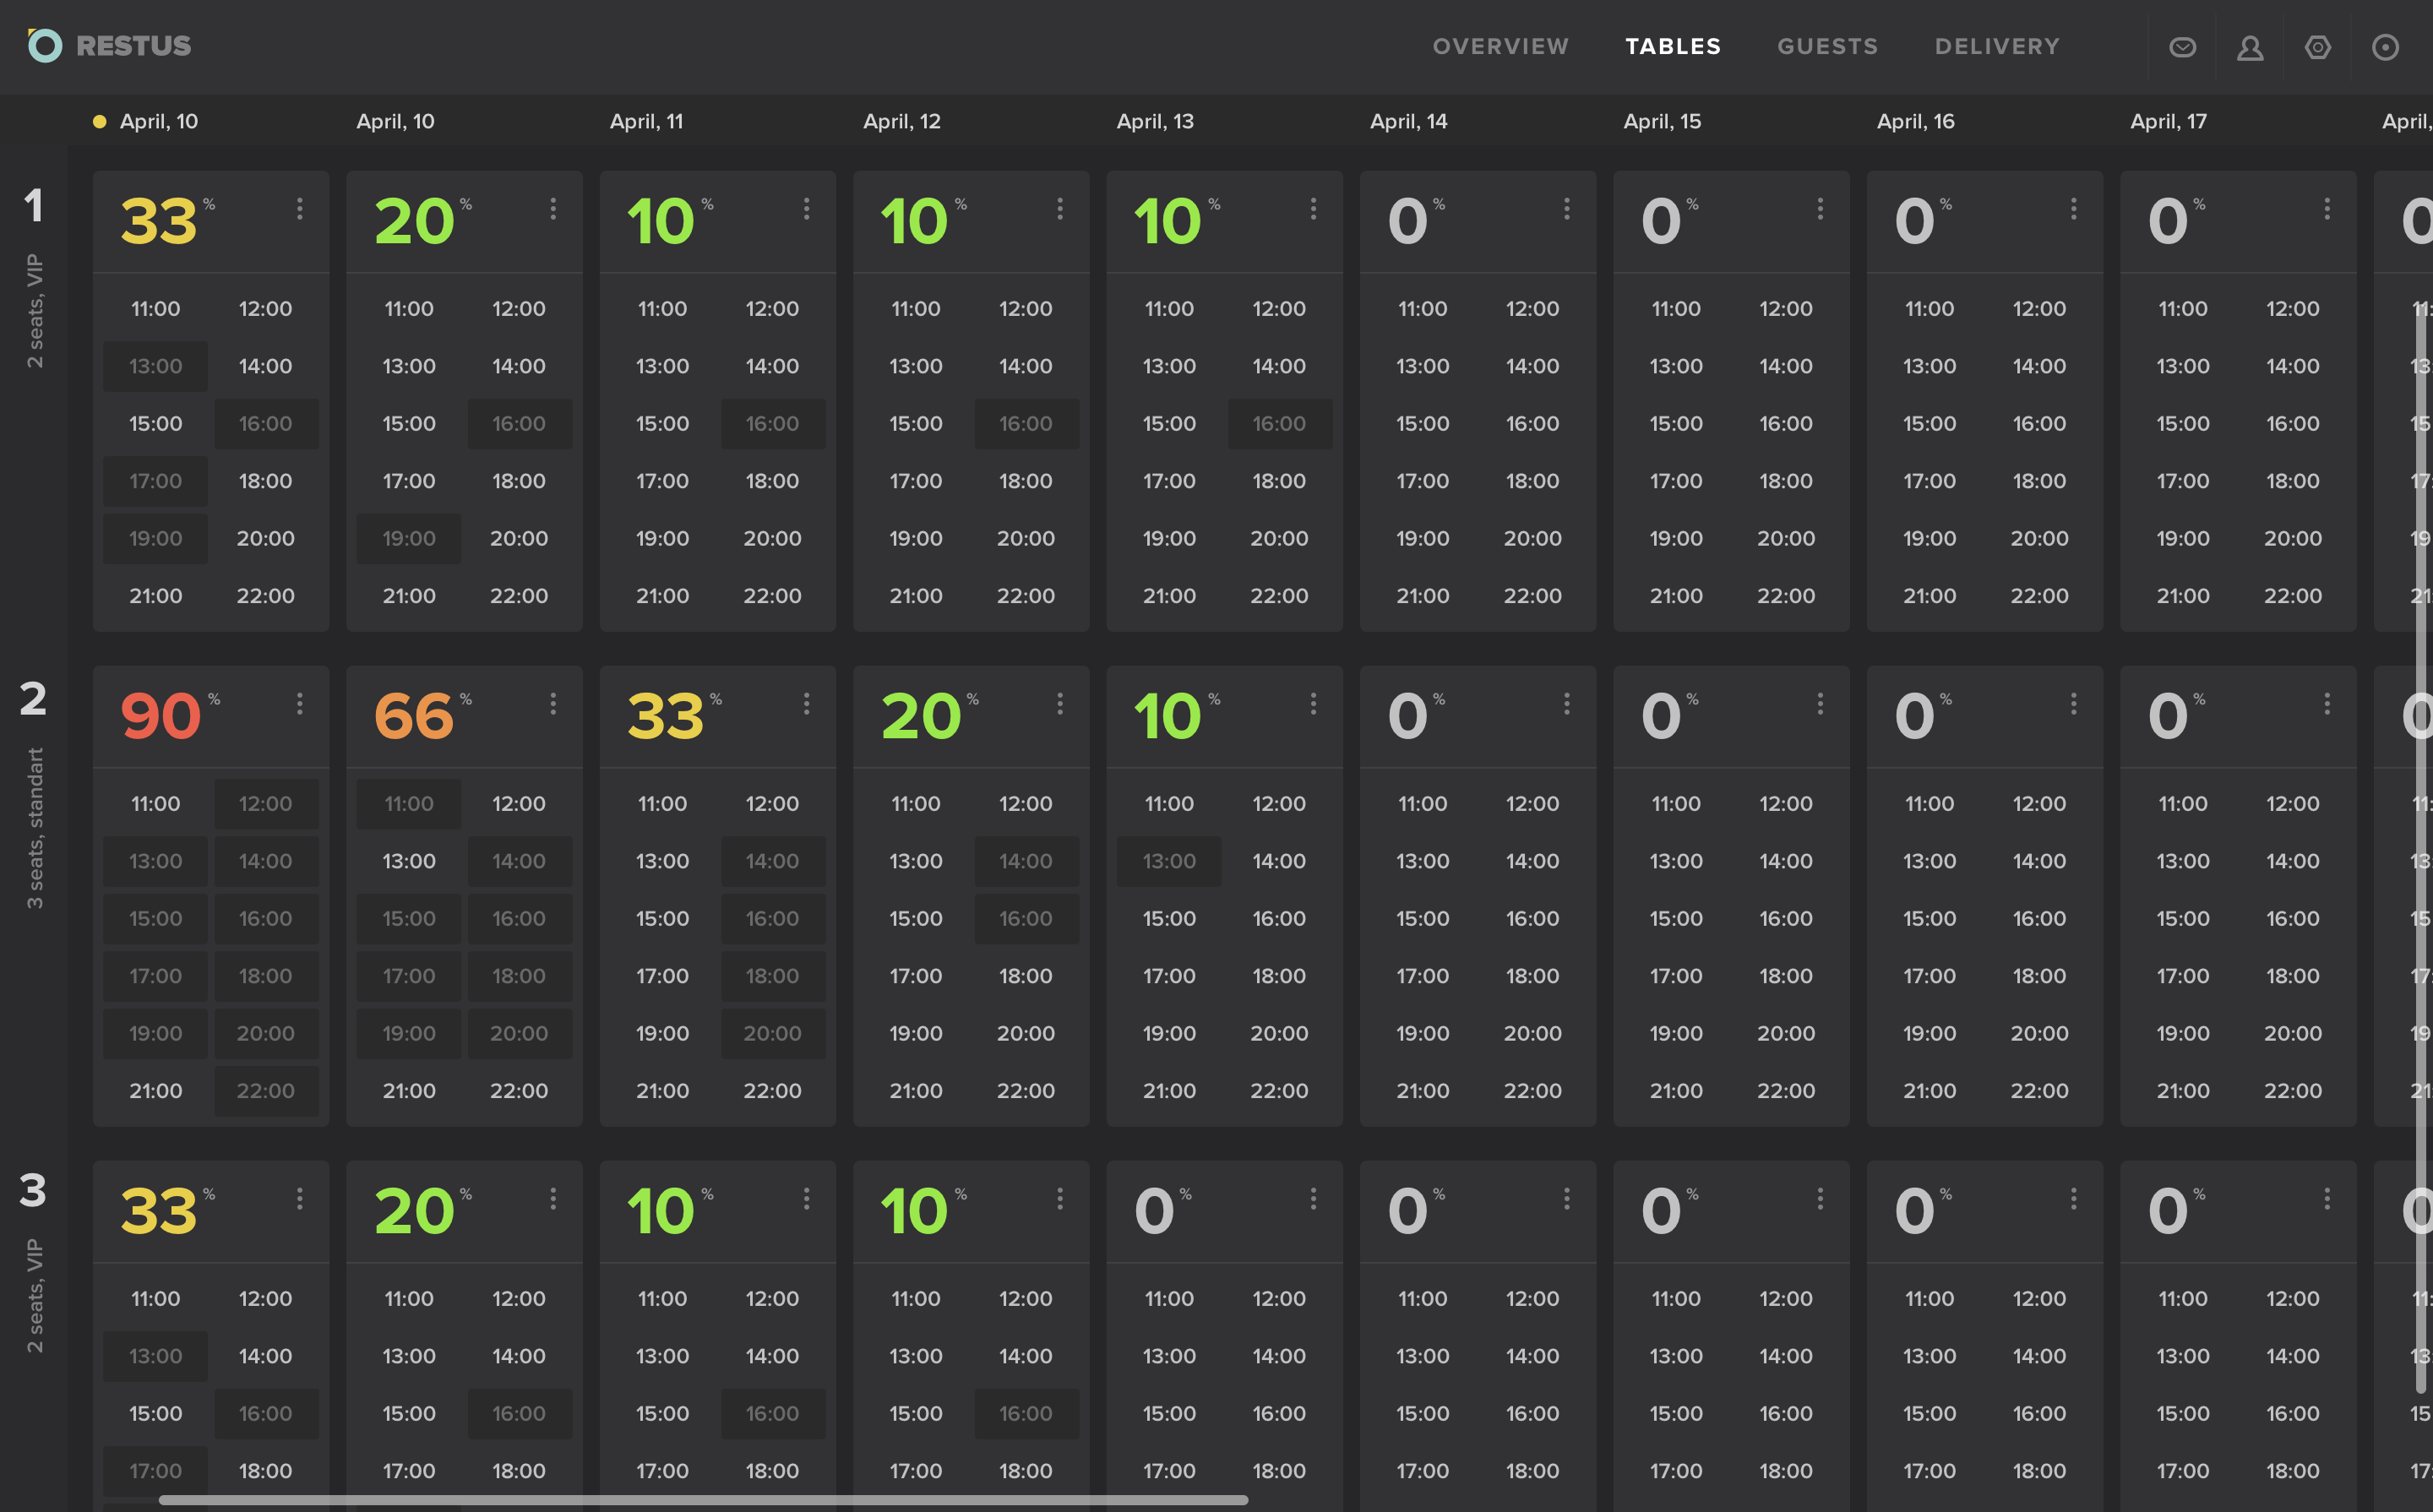 RESTUS OVERVIEW TABLES GUESTS DELIVERY
April, 10 April, 10 April, 11 April, 12 April, 13 April, 14 April, 15 April, 16 April, 17 April,
1
2 seats, VIP
33 % 20 % 10 % 10 % 10 % 0 % 0 % 0 % 0 % 0
11:00 12:00 11:00 12:00 11:00 12:00 11:00 12:00 11:00 12:00 11:00 12:00 11:00 12:00 11:00 12:00 11:00 12:00 11:
13:00 14:00 13:00 14:00 13:00 14:00 13:00 14:00 13:00 14:00 13:00 14:00 13:00 14:00 13:00 14:00 13:00 14:00 13
15:00 16:00 15:00 16:00 15:00 16:00 15:00 16:00 15:00 16:00 15:00 16:00 15:00 16:00 15:00 16:00 15:00 16:00 15
17:00 18:00 17:00 18:00 17:00 18:00 17:00 18:00 17:00 18:00 17:00 18:00 17:00 18:00 17:00 18:00 17:00 18:00 17:
19:00 20:00 19:00 20:00 19:00 20:00 19:00 20:00 19:00 20:00 19:00 20:00 19:00 20:00 19:00 20:00 19:00 20:00 19
21:00 22:00 21:00 22:00 21:00 22:00 21:00 22:00 21:00 22:00 21:00 22:00 21:00 22:00 21:00 22:00 21:00 22:00 21
2
3 seats, standart
90 % 66 % 33 % 20 % 10 % 0 % 0 % 0 % 0 % 0
11:00 12:00 11:00 12:00 11:00 12:00 11:00 12:00 11:00 12:00 11:00 12:00 11:00 12:00 11:00 12:00 11:00 12:00 11:
13:00 14:00 13:00 14:00 13:00 14:00 13:00 14:00 13:00 14:00 13:00 14:00 13:00 14:00 13:00 14:00 13:00 14:00 13
15:00 16:00 15:00 16:00 15:00 16:00 15:00 16:00 15:00 16:00 15:00 16:00 15:00 16:00 15:00 16:00 15:00 16:00 15
17:00 18:00 17:00 18:00 17:00 18:00 17:00 18:00 17:00 18:00 17:00 18:00 17:00 18:00 17:00 18:00 17:00 18:00 17:
19:00 20:00 19:00 20:00 19:00 20:00 19:00 20:00 19:00 20:00 19:00 20:00 19:00 20:00 19:00 20:00 19:00 20:00 19
21:00 22:00 21:00 22:00 21:00 22:00 21:00 22:00 21:00 22:00 21:00 22:00 21:00 22:00 21:00 22:00 21:00 22:00 21
3
2 seats, VIP
33 % 20 % 10 % 10 % 0 % 0 % 0 % 0 % 0 % 0
11:00 12:00 11:00 12:00 11:00 12:00 11:00 12:00 11:00 12:00 11:00 12:00 11:00 12:00 11:00 12:00 11:00 12:00 11:
13:00 14:00 13:00 14:00 13:00 14:00 13:00 14:00 13:00 14:00 13:00 14:00 13:00 14:00 13:00 14:00 13:00 14:00 13
15:00 16:00 15:00 16:00 15:00 16:00 15:00 16:00 15:00 16:00 15:00 16:00 15:00 16:00 15:00 16:00 15:00 16:00 15
17:00 18:00 17:00 18:00 17:00 18:00 17:00 18:00 17:00 18:00 17:00 18:00 17:00 18:00 17:00 18:00 17:00 18:00 17: